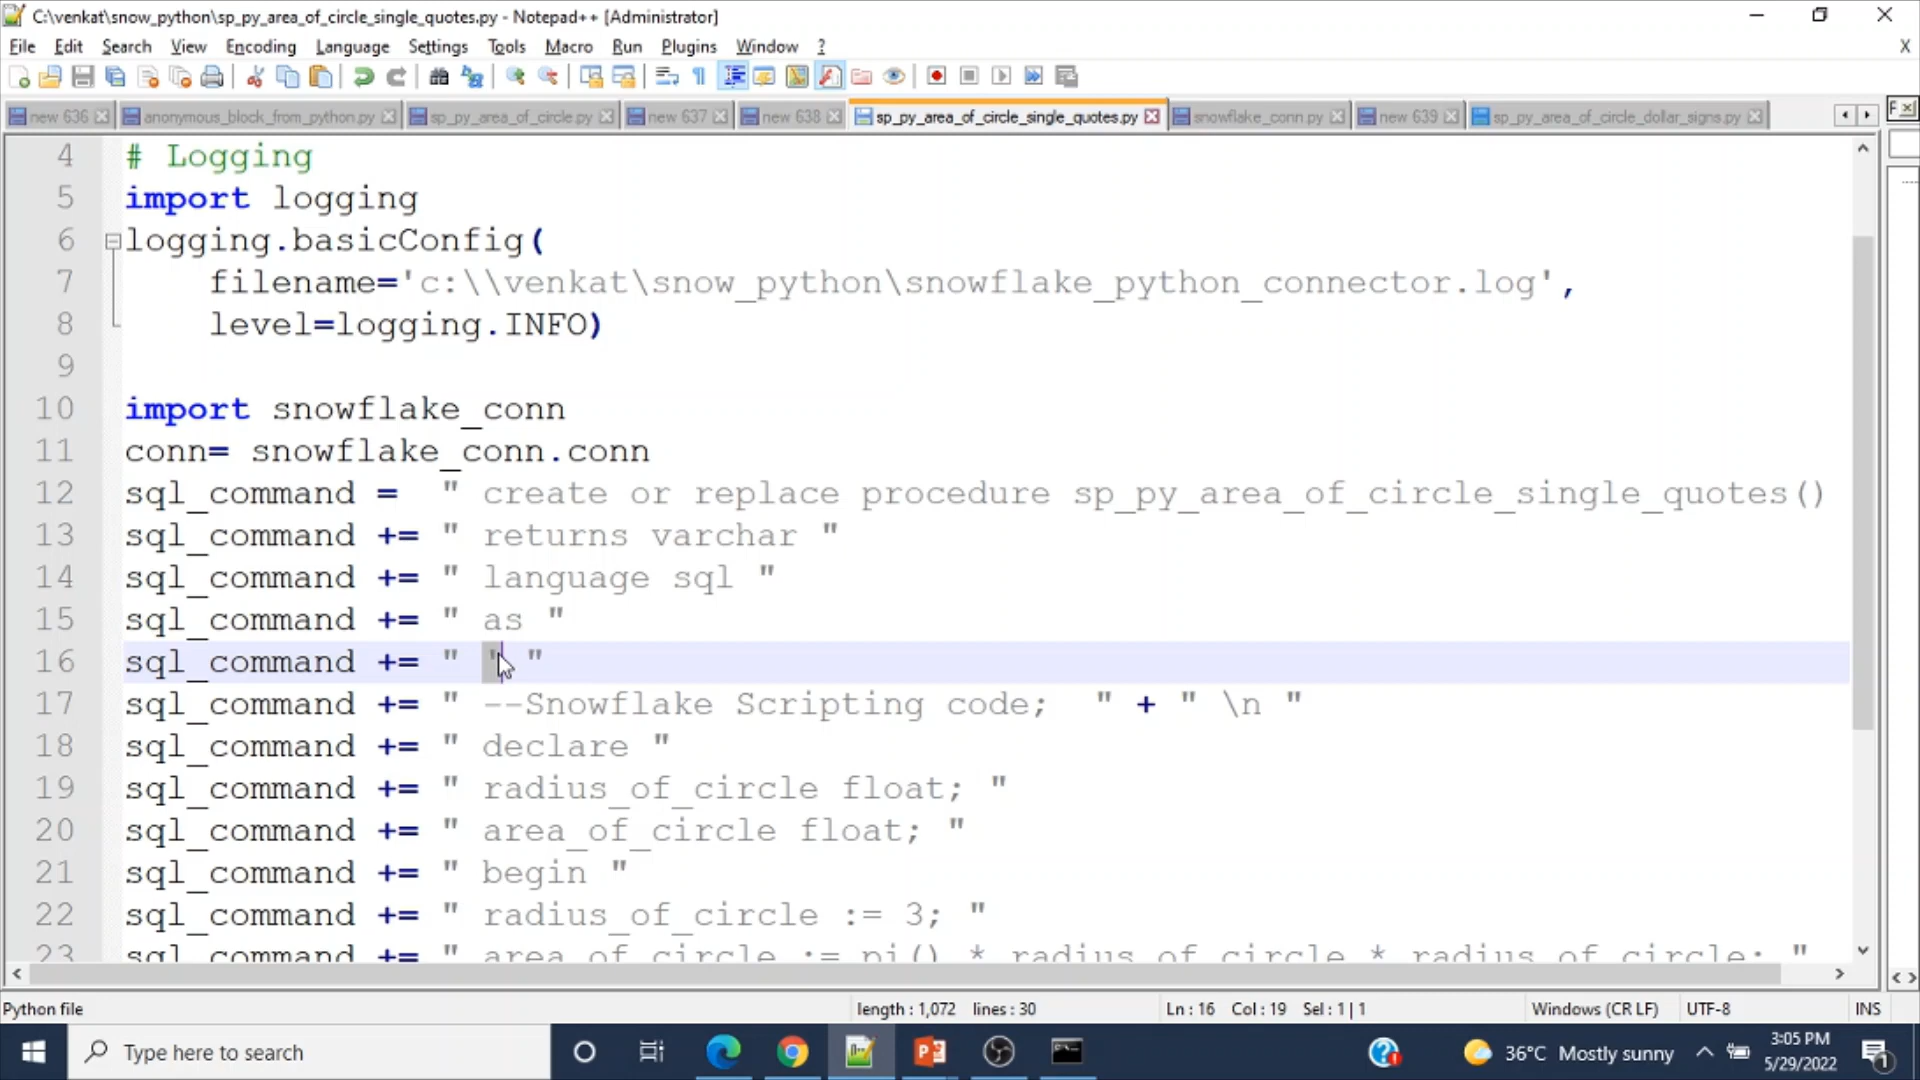 C:\venkat\snow_python\sp_py_area_of_circle_single_quotes.py - Notepad++ [Administrator]
File Edit Search View Encoding Language Settings Tools Macro Run Plugins Window ? X
new 636 anonymous_block_from_python.py sp_py_area_of_circle.py new 637 new 638 sp_py_area_of_circle_single_quotes.py snowflake_conn.py new 639 sp_py_area_of_circle_dollar_signs.py F
4 # Logging
5 import logging
6 logging.basicConfig(
7 filename='c:\\venkat\snow_python\snowflake_python_connector.log',
8 level=logging.INFO)
9
10 import snowflake_conn
11 conn= snowflake_conn.conn
12 sql_command = " create or replace procedure sp_py_area_of_circle_single_quotes()
13 sql_command += " returns varchar "
14 sql_command += " language sql "
15 sql_command += " as "
16 sql_command += " ' "
17 sql_command += " --Snowflake Scripting code; " + " \n "
18 sql_command += " declare "
19 sql_command += " radius_of_circle float; "
20 sql_command += " area_of_circle float; "
21 sql_command += " begin "
22 sql_command += " radius_of_circle := 3; "
23 sql_command += " area_of_circle := pi() * radius_of_circle * radius_of_circle; "
Python file length : 1,072 lines : 30 Ln : 16 Col : 19 Sel : 1 | 1 Windows (CR LF) UTF-8 INS
Type here to search 36°C Mostly sunny 3:05 PM
5/29/2022 1